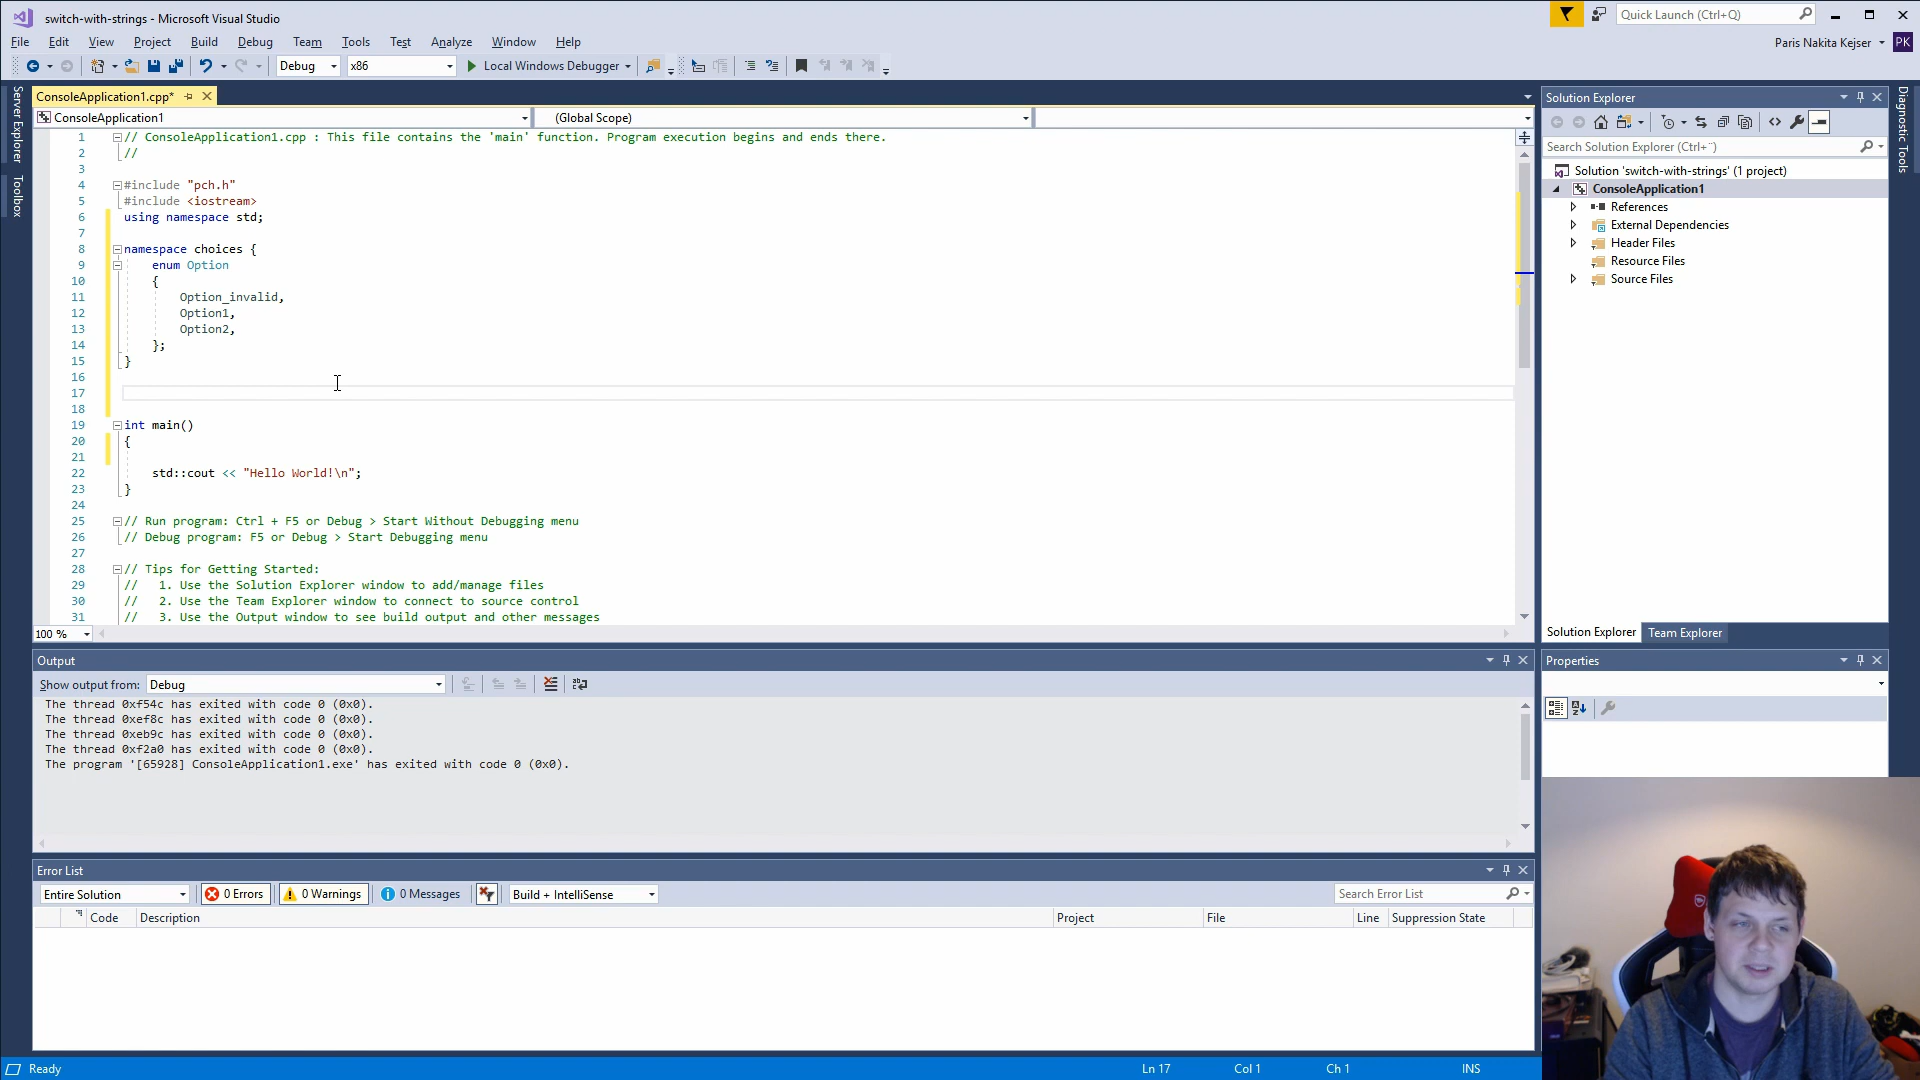 switch-with-strings - Microsoft Visual Studio
Quick Launch (Ctrl+Q)
File Edit View Project Build Debug Team Tools Test Analyze Window Help
Paris Nakita Kejser PK
Debug x86 Local Windows Debugger
Server Explorer
Toolbox
ConsoleApplication1.cpp*
ConsoleApplication1 (Global Scope)
1 // ConsoleApplication1.cpp : This file contains the 'main' function. Program execution begins and ends there.
2 //
3
4 #include "pch.h"
5 #include <iostream>
6 using namespace std;
7
8 namespace choices {
9 enum Option
10 {
11 Option_invalid,
12 Option1,
13 Option2,
14 };
15 }
16
17
18
19 int main()
20 {
21
22 std::cout << "Hello World!\n";
23 }
24
25 // Run program: Ctrl + F5 or Debug > Start Without Debugging menu
26 // Debug program: F5 or Debug > Start Debugging menu
27
28 // Tips for Getting Started:
29 // 1. Use the Solution Explorer window to add/manage files
30 // 2. Use the Team Explorer window to connect to source control
31 // 3. Use the Output window to see build output and other messages
100 %
Output
Show output from: Debug
The thread 0xf54c has exited with code 0 (0x0).
The thread 0xef8c has exited with code 0 (0x0).
The thread 0xeb9c has exited with code 0 (0x0).
The thread 0xf2a0 has exited with code 0 (0x0).
The program '[65928] ConsoleApplication1.exe' has exited with code 0 (0x0).
Error List
Entire Solution 0 Errors 0 Warnings 0 Messages Build + IntelliSense Search Error List
Code Description Project File Line Suppression State
Solution Explorer
Search Solution Explorer (Ctrl+¨)
Solution 'switch-with-strings' (1 project)
ConsoleApplication1
References
External Dependencies
Header Files
Resource Files
Source Files
Solution Explorer Team Explorer
Properties
Diagnostic Tools
Ready Ln 17 Col 1 Ch 1 INS